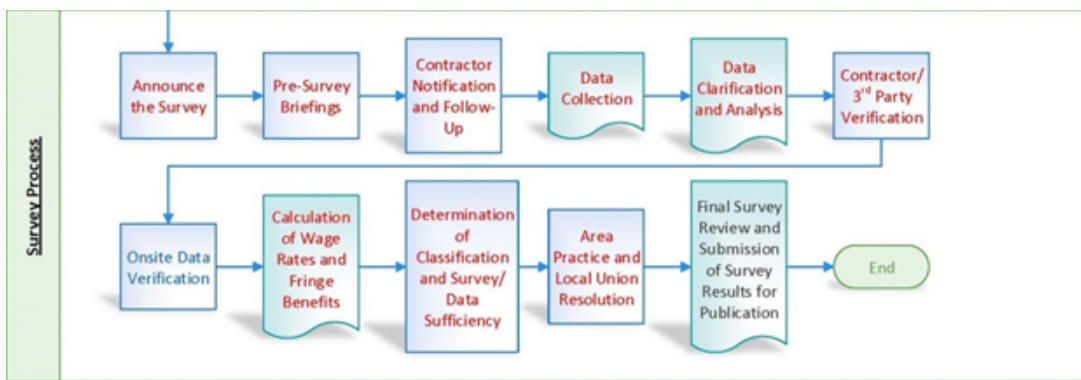 Survey Process
Announce
the Survey
Pre-Survey
Briefings
Contractor
Notification
and Follow-
Up
Data
Collection
Data
Clarification
and Analysis
Contractor/
3rd Party
Verification
Onsite Data
Verification
Calculation
of Wage
Rates and
Fringe
Benefits
Determination
of
Classification
and Survey/
Data
Sufficiency
Area
Practice and
Local Union
Resolution
Final Survey
Review and
Submission
of Survey
Results for
Publication
End